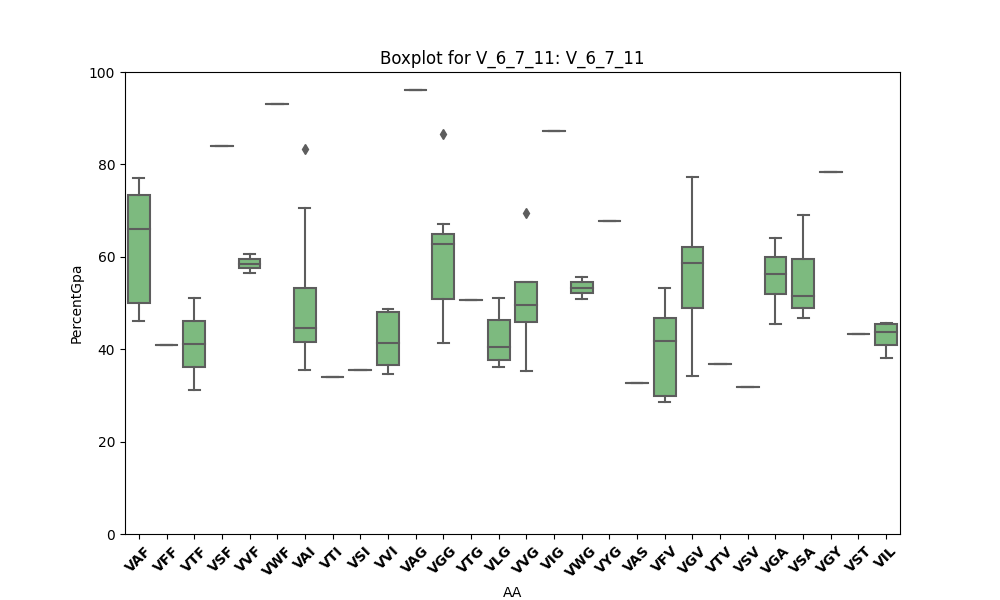 Boxplot for V_6_7_11: V_6_7_11
100
80
60
40
20
0
PercentGpa
VAF VFF VTF VSF VVF VWF VAI VTI VSI VVI VAG VGG VTG VLG VVG VIG VWG VYG VAS VFV VGV VTV VSV VGA VSA VGY VST VIL
AA